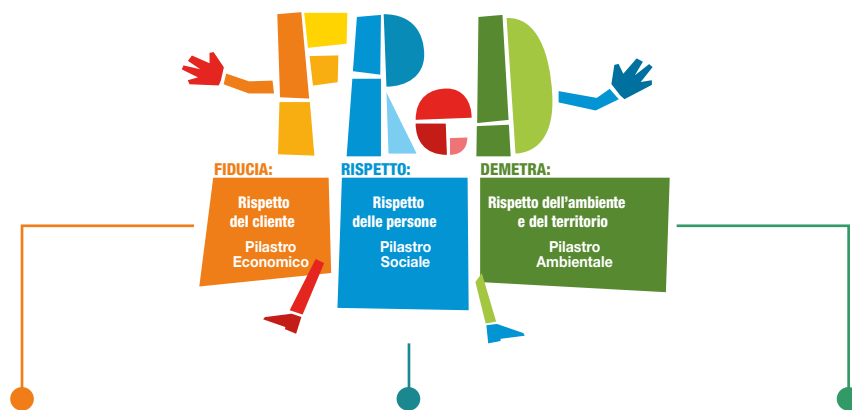 FReD
FIDUCIA:
Rispetto
del cliente
Pilastro
Economico
RISPETTO:
Rispetto
delle persone
Pilastro
Sociale
DEMETRA:
Rispetto dell'ambiente
e del territorio
Pilastro
Ambientale